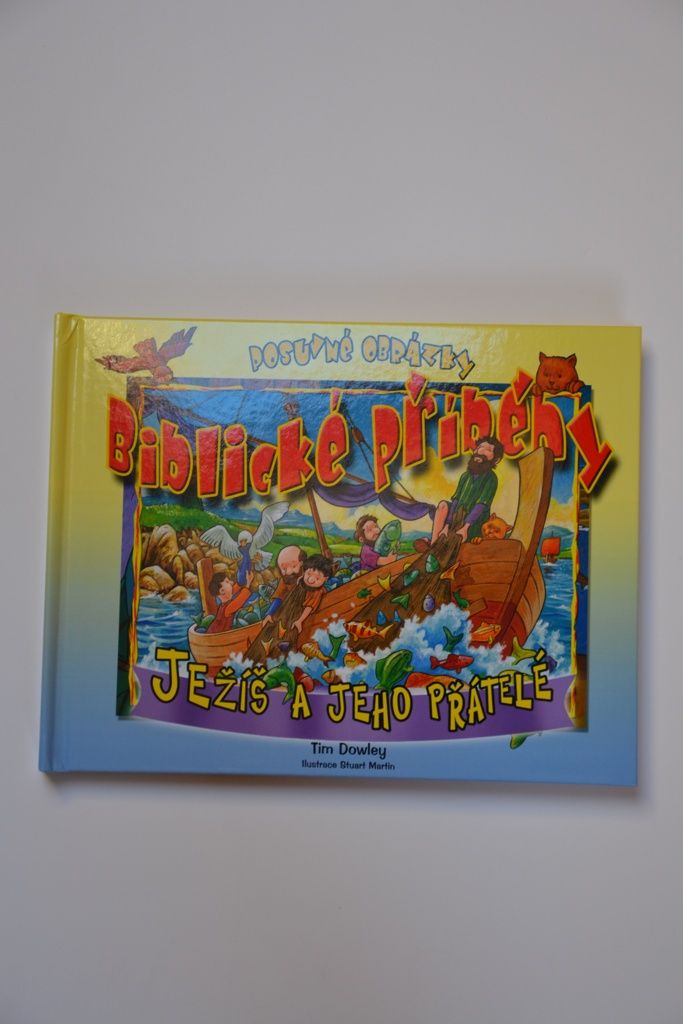 POSUVNÉ OBRÁZKY
Biblické příběhy
JEŽÍŠ A JEHO PŘÁTELÉ
Tim Dowley
Ilustrace Stuart Martin